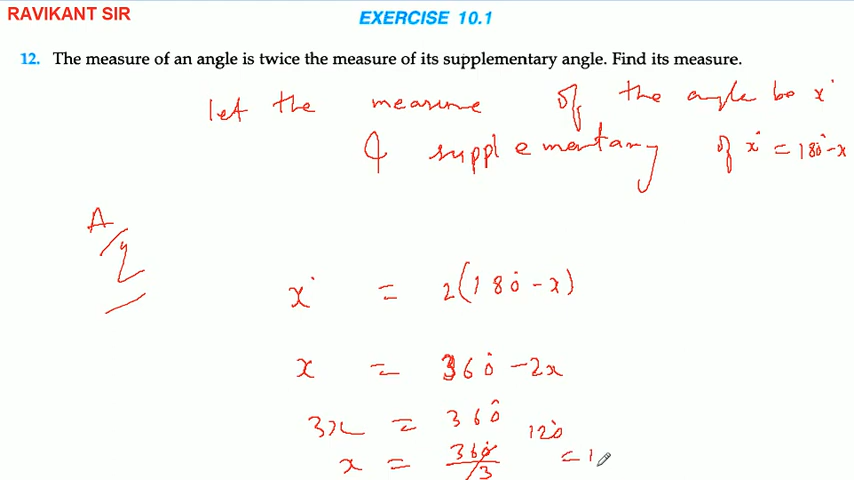 RAVIKANT SIR
EXERCISE 10.1
12. The measure of an angle is twice the measure of its supplementary angle. Find its measure.
let the measure of the angle be x°
& supplementary of x° = 180°-x
A/q
x° = 2(180°-x)
x = 360°-2x
3x = 360°
120°
x = 360°/3 = 1